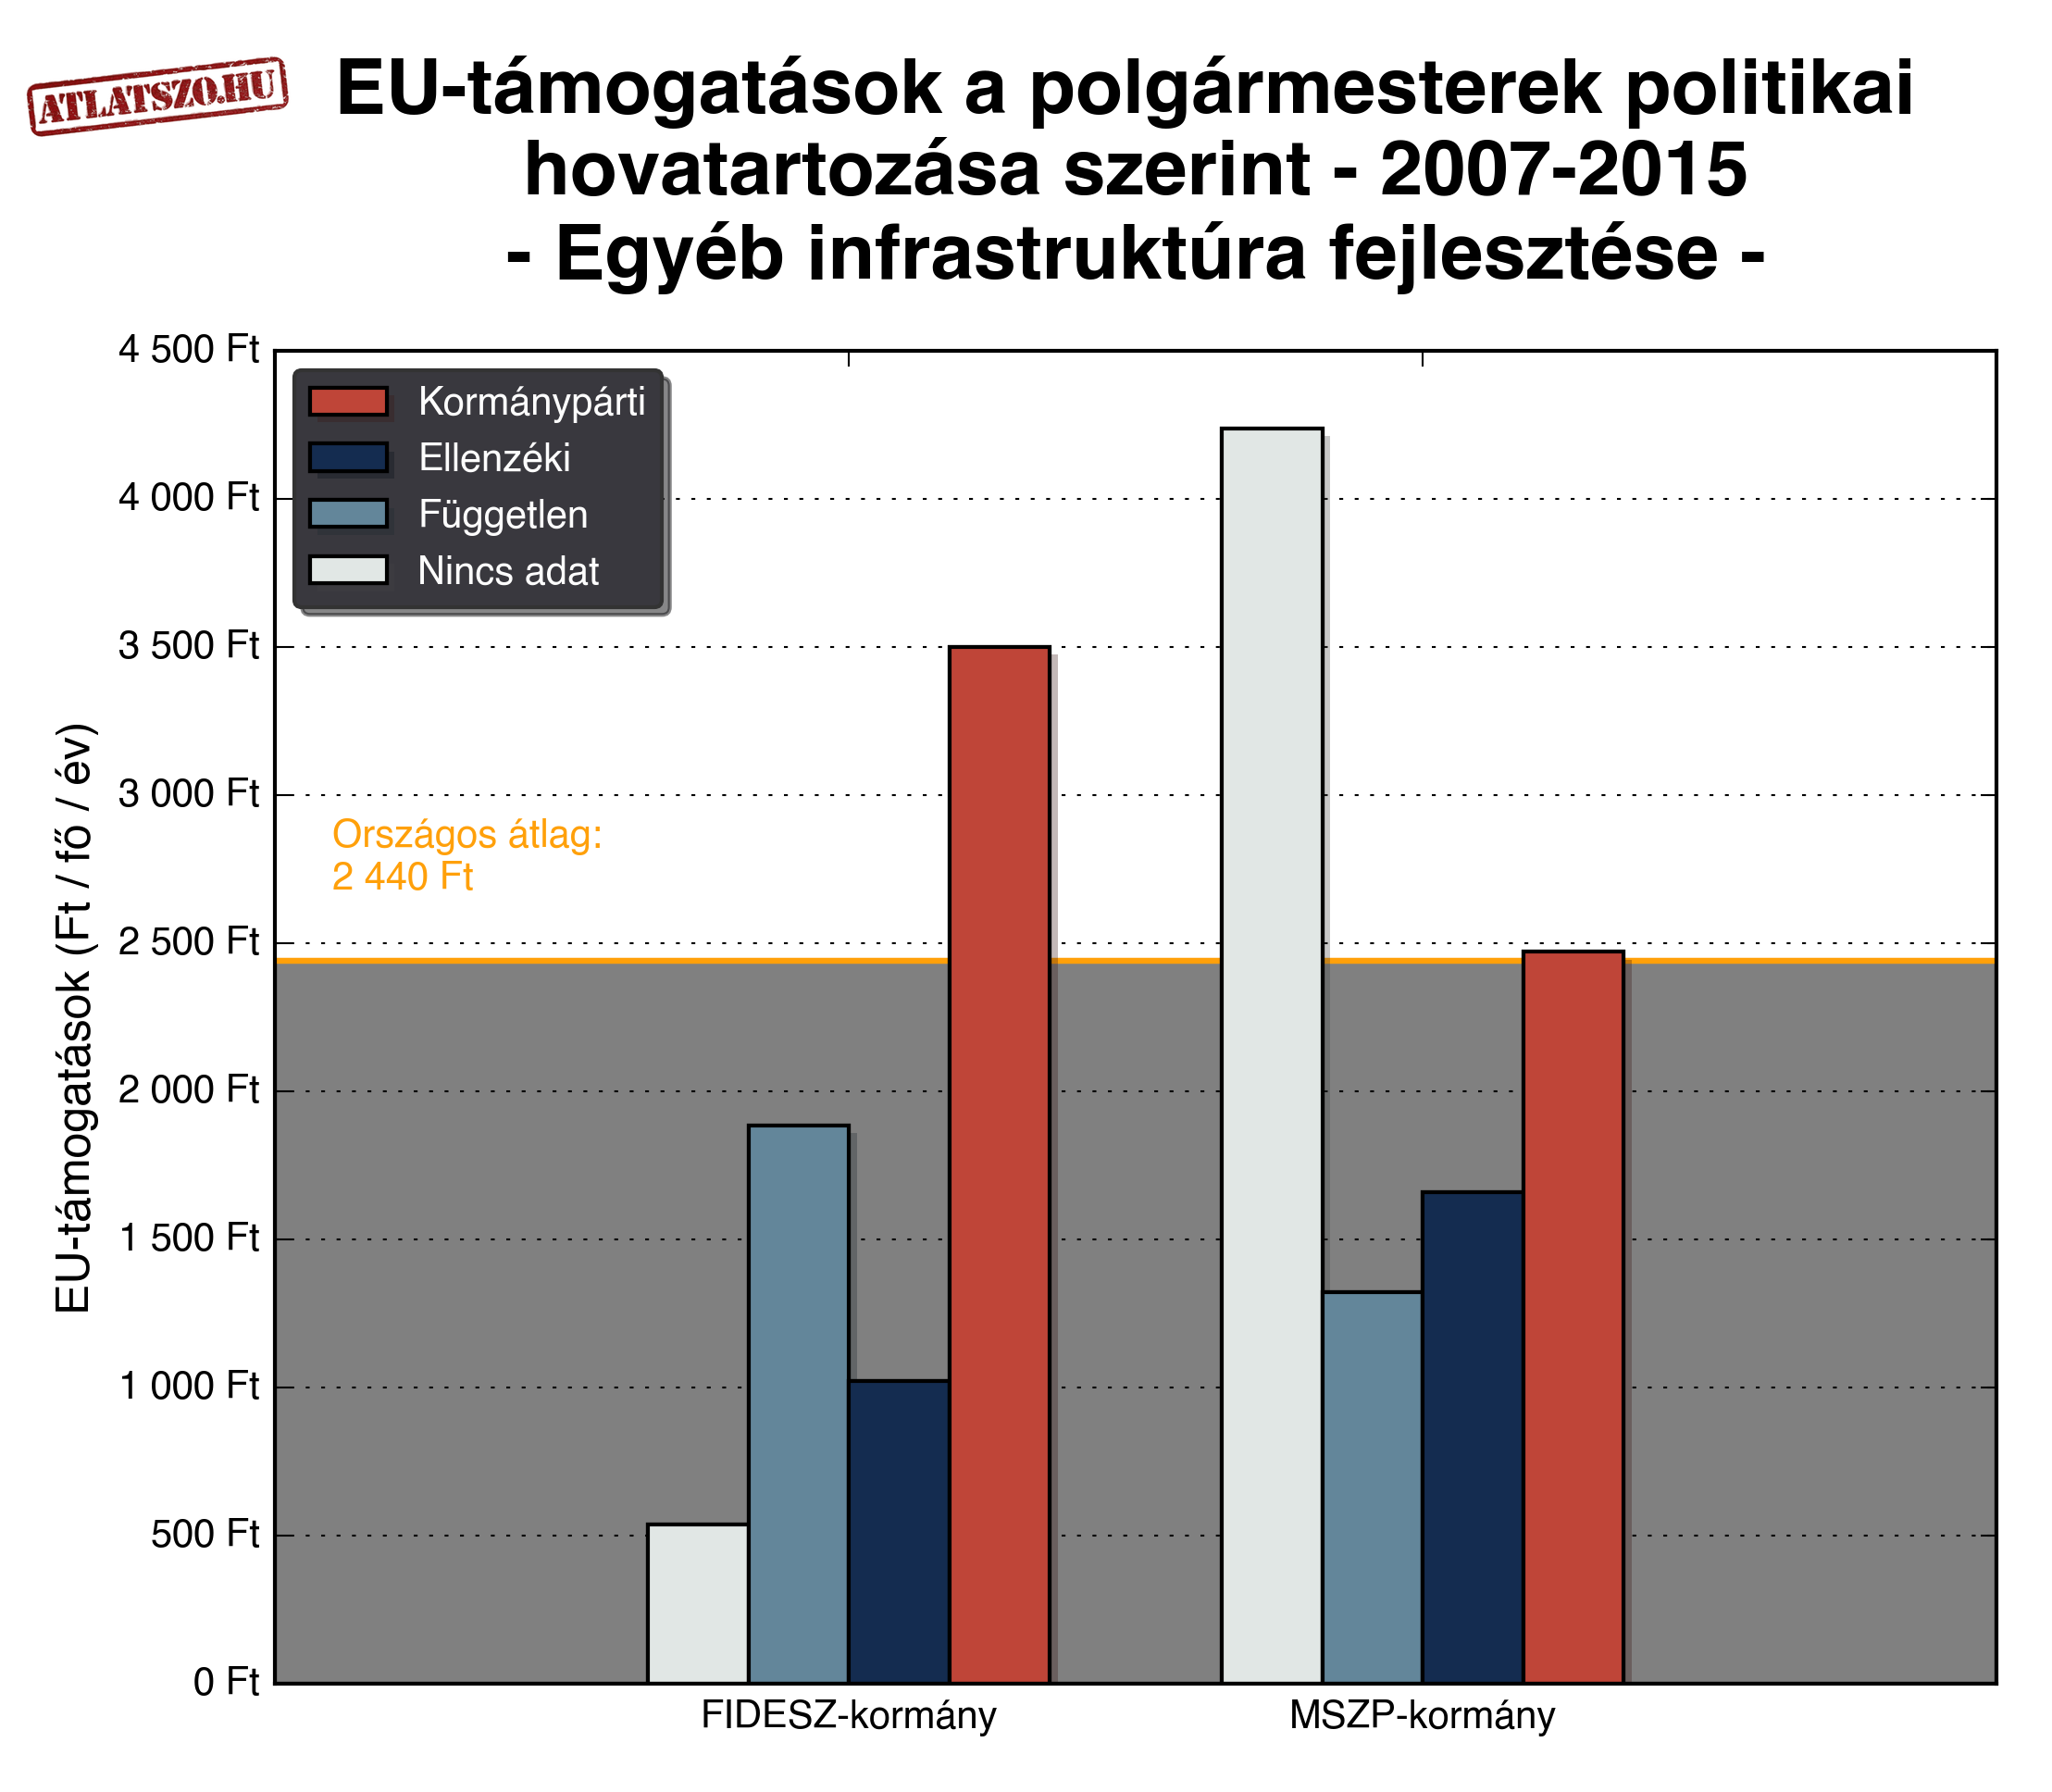 ATLATSZO.HU
EU-támogatások a polgármesterek politikai
hovatartozása szerint - 2007-2015
- Egyéb infrastruktúra fejlesztése -
4 500 Ft
4 000 Ft
3 500 Ft
3 000 Ft
2 500 Ft
2 000 Ft
1 500 Ft
1 000 Ft
500 Ft
0 Ft
EU-támogatások (Ft / fő / év)
Kormánypárti
Ellenzéki
Független
Nincs adat
Országos átlag:
2 440 Ft
FIDESZ-kormány
MSZP-kormány